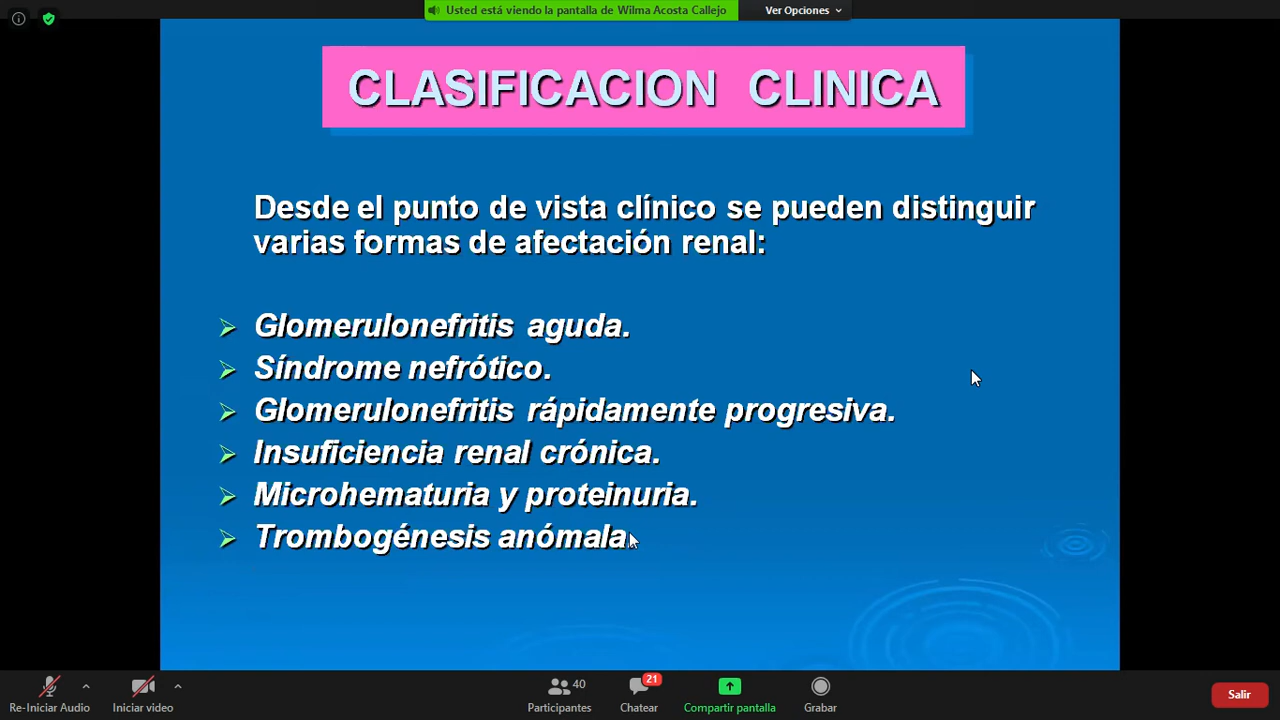 Usted está viendo la pantalla de Wilma Acosta Callejo
Ver Opciones
CLASIFICACION CLINICA
Desde el punto de vista clínico se pueden distinguir
varias formas de afectación renal:
Glomerulonefritis aguda.
Síndrome nefrótico.
Glomerulonefritis rápidamente progresiva.
Insuficiencia renal crónica.
Microhematuria y proteinuria.
Trombogénesis anómala.
Re-Iniciar Audio
Iniciar video
40
Participantes
21
Chatear
Compartir pantalla
Grabar
Salir